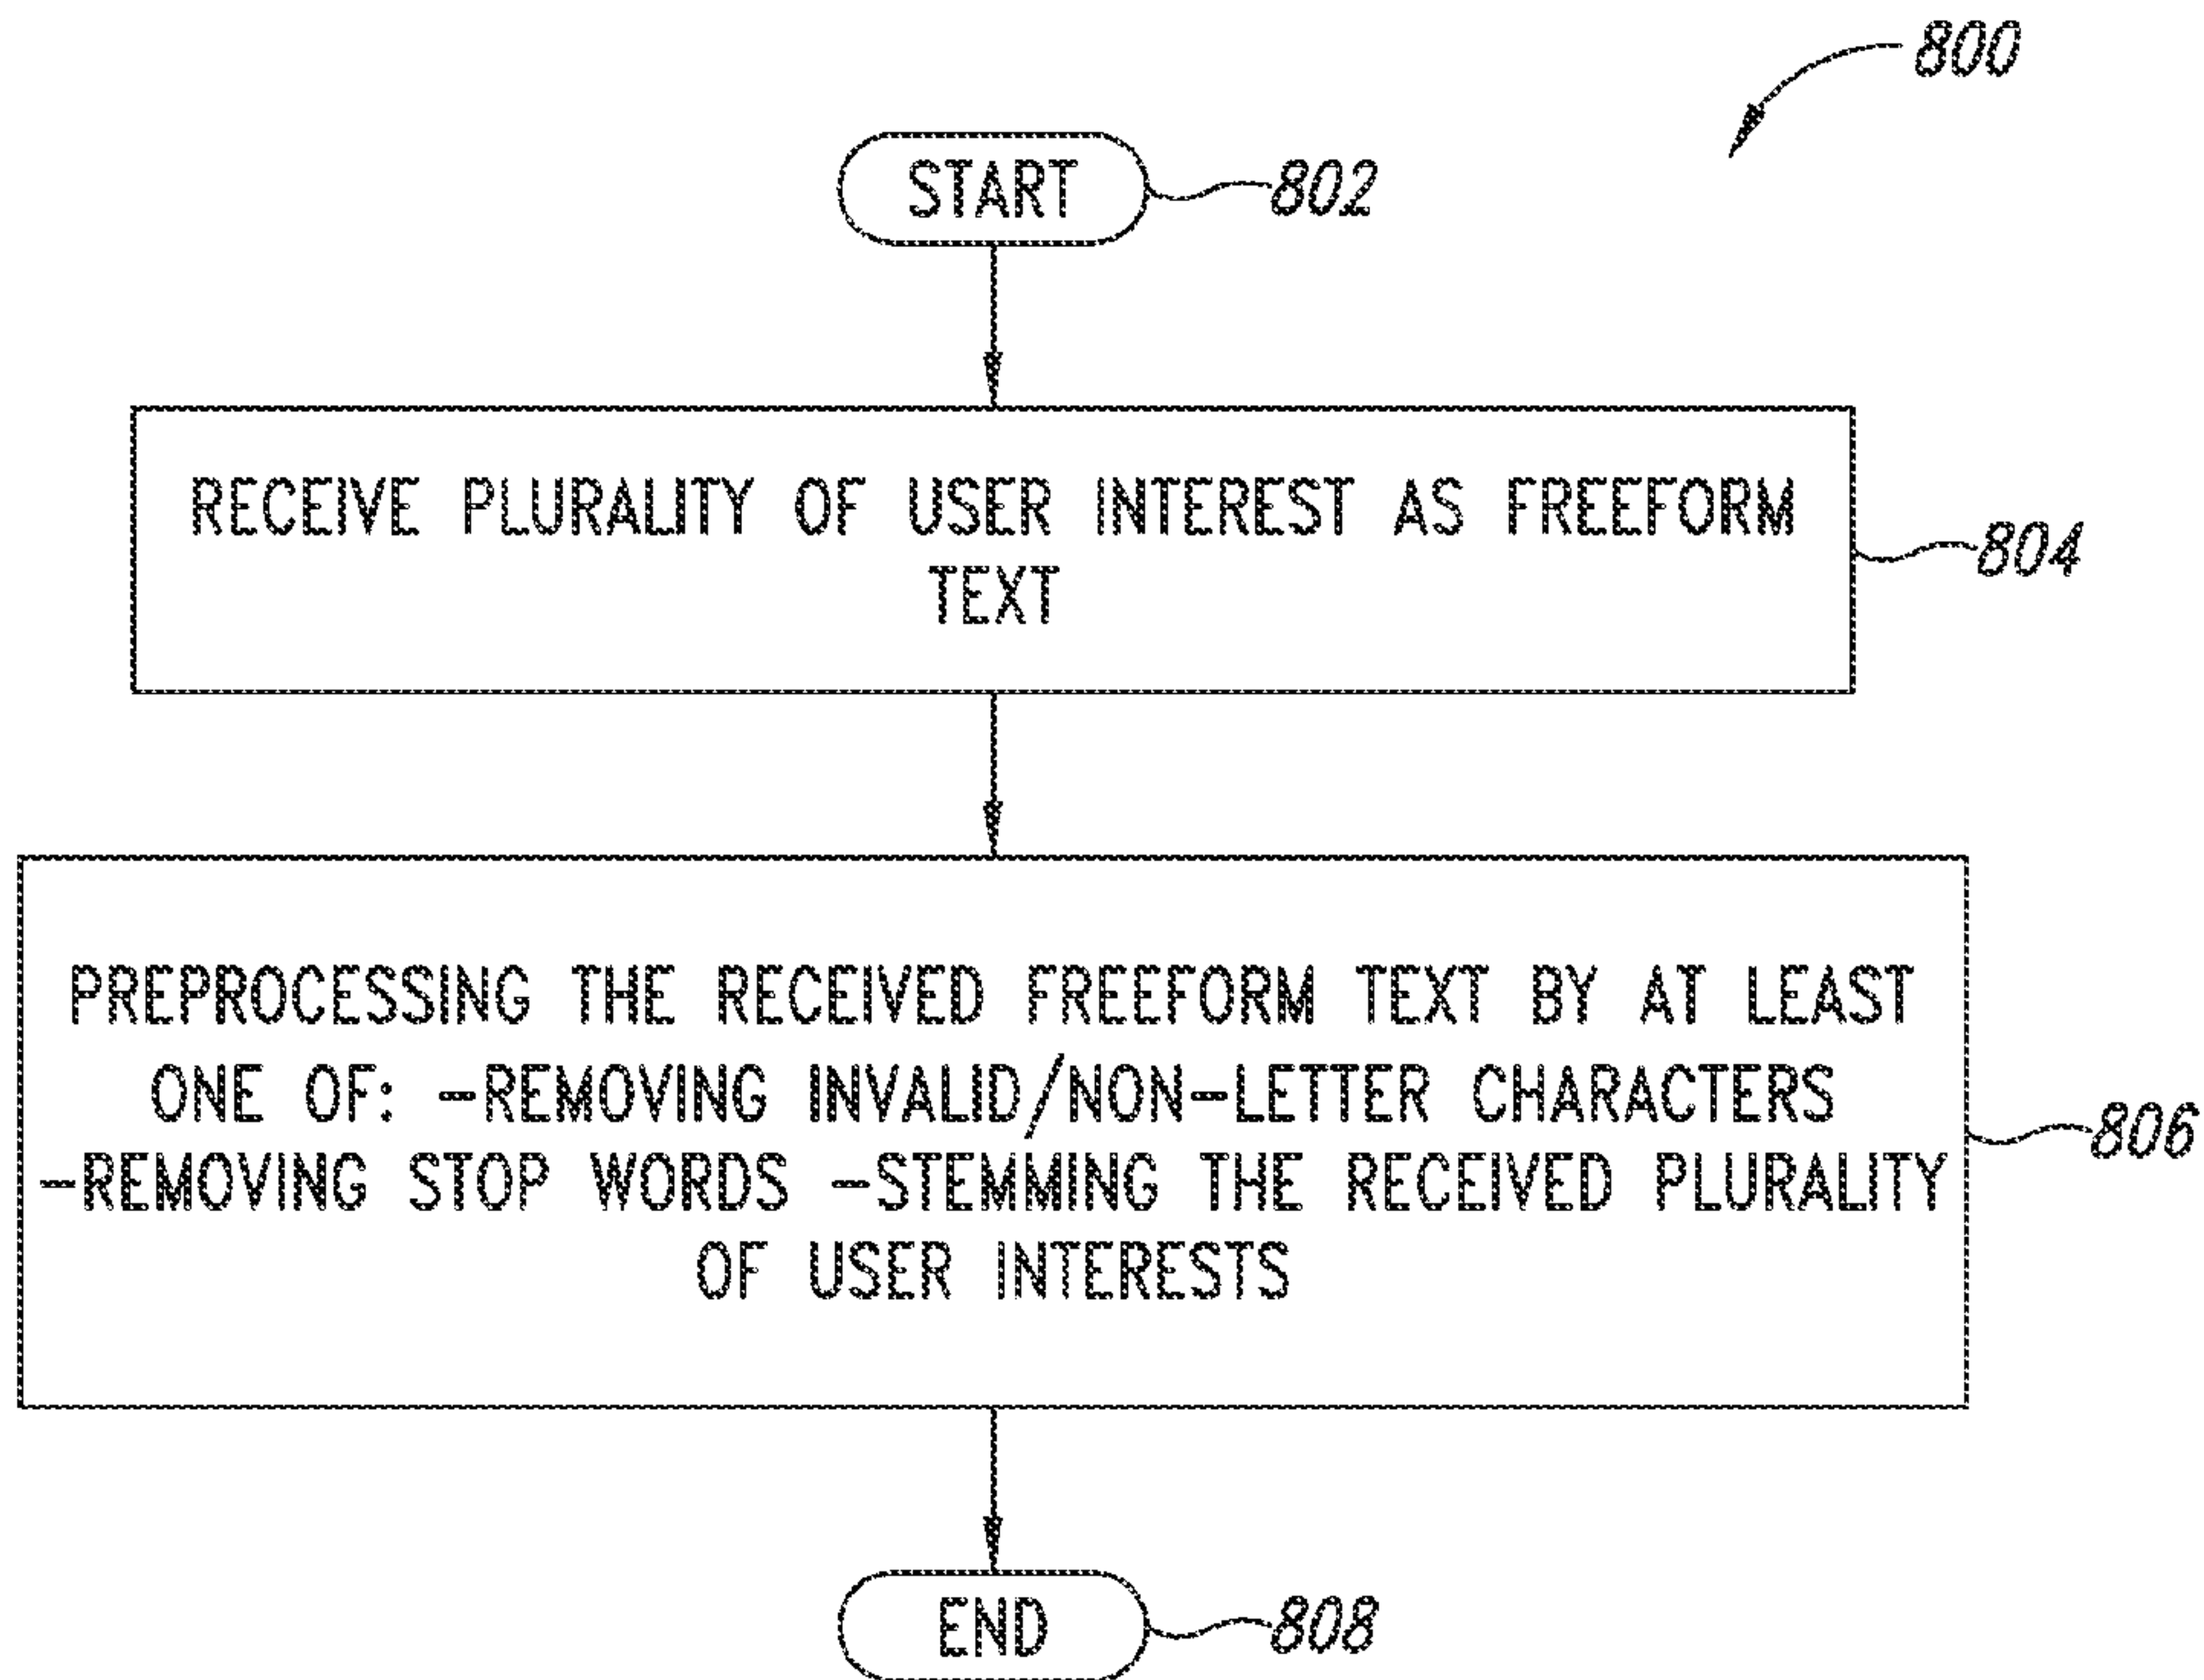 800
START
802
RECEIVE PLURALITY OF USER INTEREST AS FREEFORM
TEXT
804
PREPROCESSING THE RECEIVED FREEFORM TEXT BY AT LEAST
ONE OF: -REMOVING INVALID/NON-LETTER CHARACTERS
-REMOVING STOP WORDS -STEMMING THE RECEIVED PLURALITY
OF USER INTERESTS
806
END
808